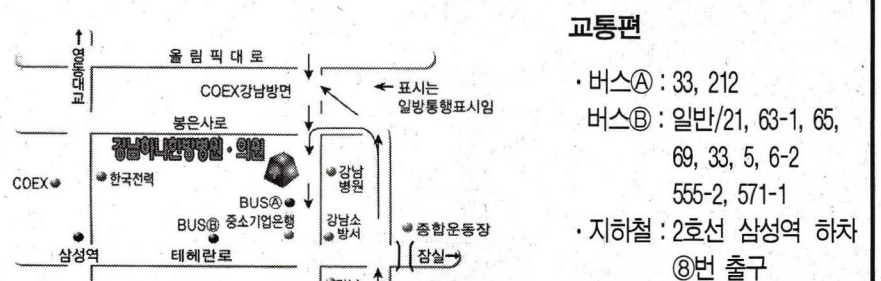 영동대교
올림픽대로
COEX강남방면
← 표시는
일방통행표시임
봉은사로
강남하나한방병원·의원
COEX
한국전력
강남
병원
BUSⒶ
BUSⒷ 중소기업은행
강남소
방서
종합운동장
삼성역
테헤란로
잠실
교통편
· 버스Ⓐ : 33, 212
버스Ⓑ : 일반/21, 63-1, 65,
69, 33, 5, 6-2
555-2, 571-1
· 지하철 : 2호선 삼성역 하차
⑧번 출구